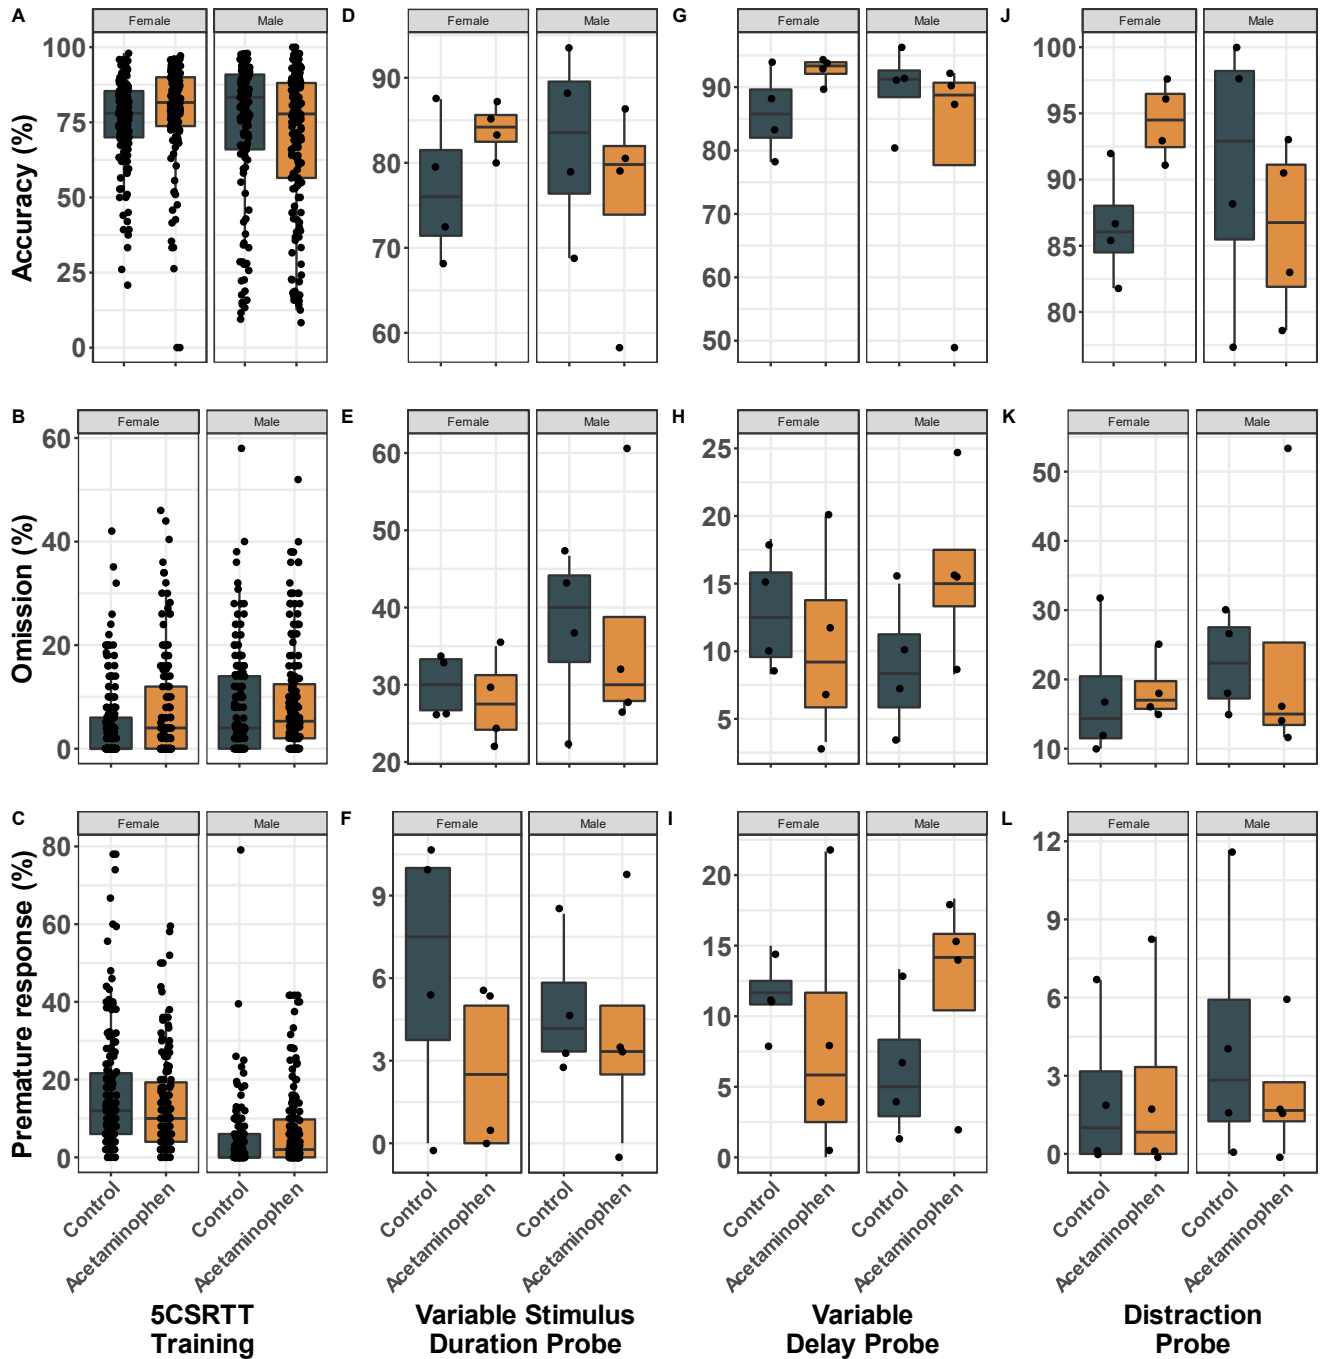 A
Female
Male
D
Female
Male
G
Female
Male
J
Female
Male
Accuracy (%)
100
75
50
25
0
90
80
70
60
90
80
70
60
50
100
95
90
85
80
B
Female
Male
E
Female
Male
H
Female
Male
K
Female
Male
Omission (%)
60
40
20
0
60
50
40
30
20
25
20
15
10
5
50
40
30
20
10
C
Female
Male
F
Female
Male
I
Female
Male
L
Female
Male
Premature response (%)
80
60
40
20
0
9
6
3
0
20
15
10
5
0
12
9
6
3
0
Control
Acetaminophen
Control
Acetaminophen
Control
Acetaminophen
Control
Acetaminophen
Control
Acetaminophen
Control
Acetaminophen
Control
Acetaminophen
Control
Acetaminophen
5CSRTT
Training
Variable Stimulus
Duration Probe
Variable
Delay Probe
Distraction
Probe